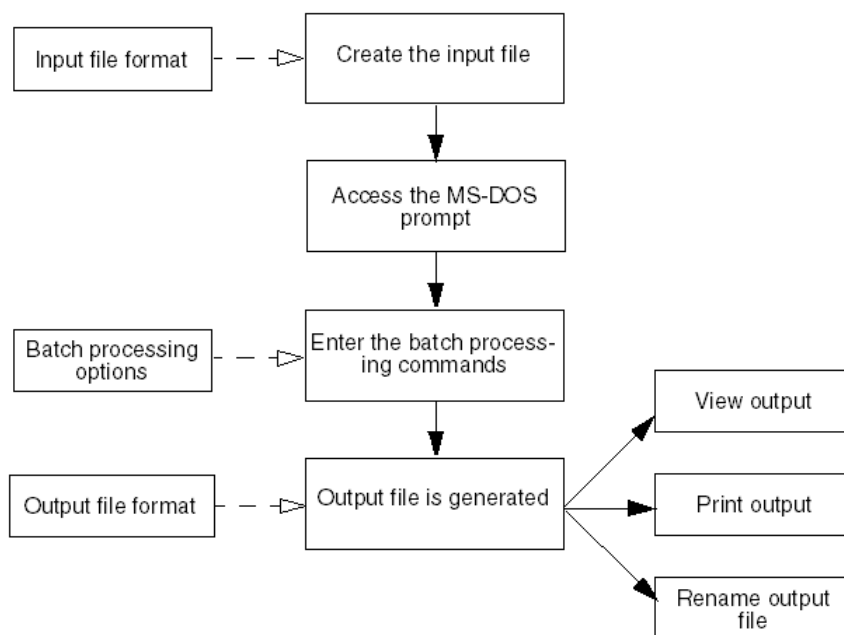 Input file format
Create the input file
Access the MS-DOS
prompt
Batch processing
options
Enter the batch process-
ing commands
Output file format
Output file is generated
View output
Print output
Rename output
file